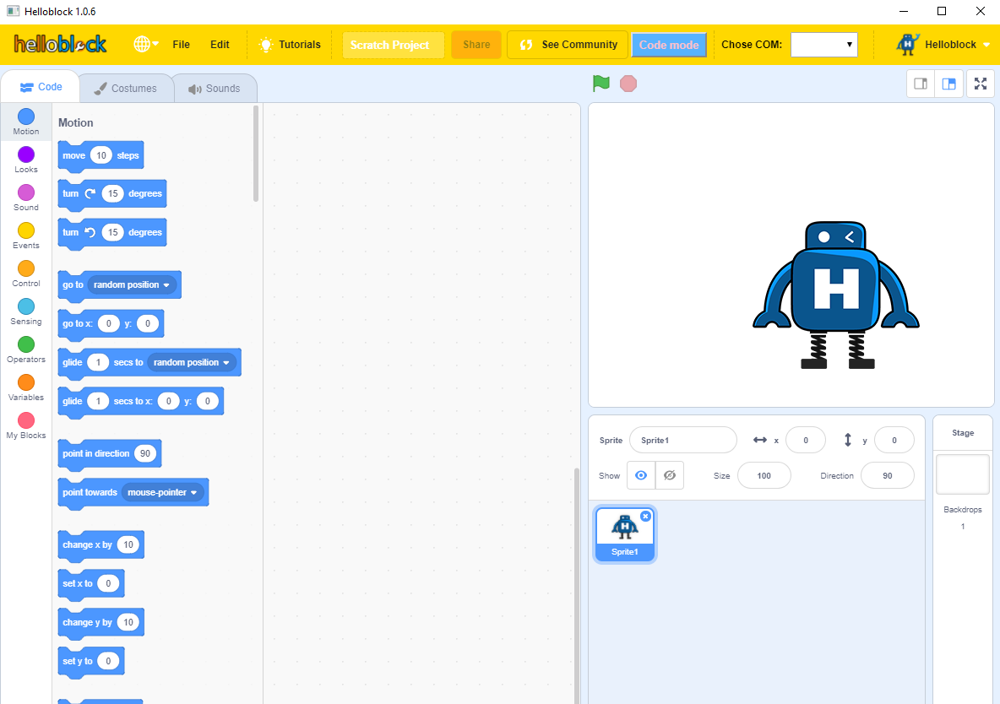 Helloblock 1.0.6
helloblock
File
Edit
Tutorials
Scratch Project
Share
See Community
Code mode
Chose COM:
Helloblock
Code
Costumes
Sounds
Motion
Looks
Sound
Events
Control
Sensing
Operators
Variables
My Blocks
Motion
move 10 steps
turn 15 degrees
turn 15 degrees
go to random position
go to x: 0 y: 0
glide 1 secs to random position
glide 1 secs to x: 0 y: 0
point in direction 90
point towards mouse-pointer
change x by 10
set x to 0
change y by 10
set y to 0
H
Sprite Sprite1 x 0 y 0
Show Size 100 Direction 90
H
Sprite1
Stage
Backdrops
1